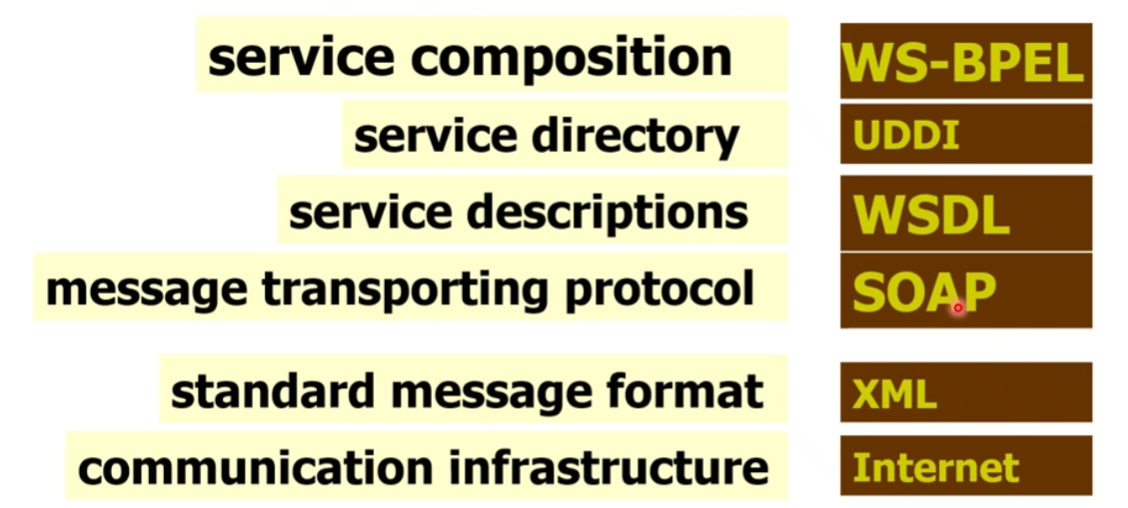 service composition WS-BPEL
service directory UDDI
service descriptions WSDL
message transporting protocol SOAP
standard message format XML
communication infrastructure Internet